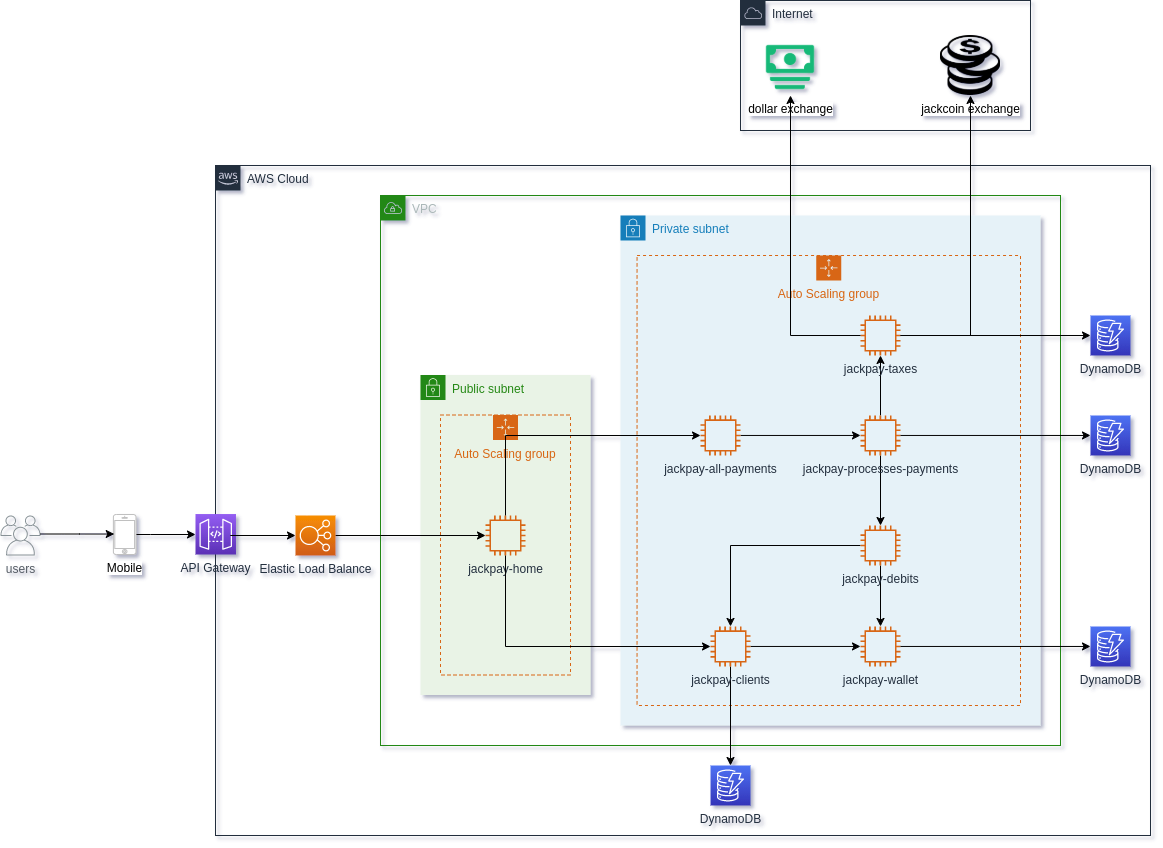 Internet
dollar exchange
jackcoin exchange
aws
AWS Cloud
VPC
Private subnet
Auto Scaling group
jackpay-taxes
DynamoDB
Public subnet
Auto Scaling group
jackpay-all-payments
jackpay-processes-payments
DynamoDB
users
Mobile
API Gateway
Elastic Load Balance
jackpay-home
jackpay-debits
jackpay-clients
jackpay-wallet
DynamoDB
DynamoDB